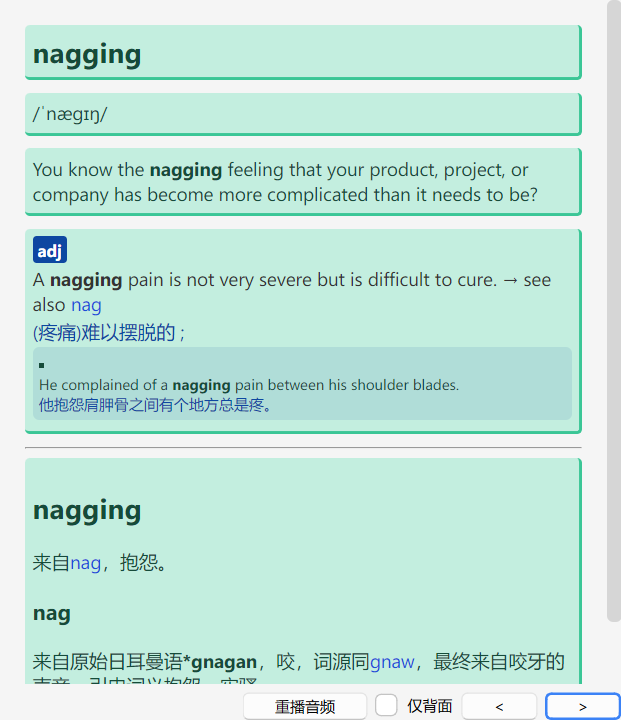 nagging
/ˈnæɡɪŋ/
You know the nagging feeling that your product, project, or
company has become more complicated than it needs to be?
adj
A nagging pain is not very severe but is difficult to cure. → see
also nag
(疼痛)难以摆脱的 ;
He complained of a nagging pain between his shoulder blades.
他抱怨肩胛骨之间有个地方总是疼。
nagging
来自nag，抱怨。
nag
来自原始日耳曼语*gnagan，咬，词源同gnaw，最终来自咬牙的
重播音频 仅背面 < >